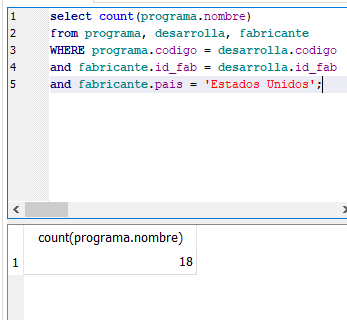 1 select count(programa.nombre)
2 from programa, desarrolla, fabricante
3 WHERE programa.codigo = desarrolla.codigo
4 and fabricante.id_fab = desarrolla.id_fab
5 and fabricante.pais = 'Estados Unidos';
count(programa.nombre)
1 18